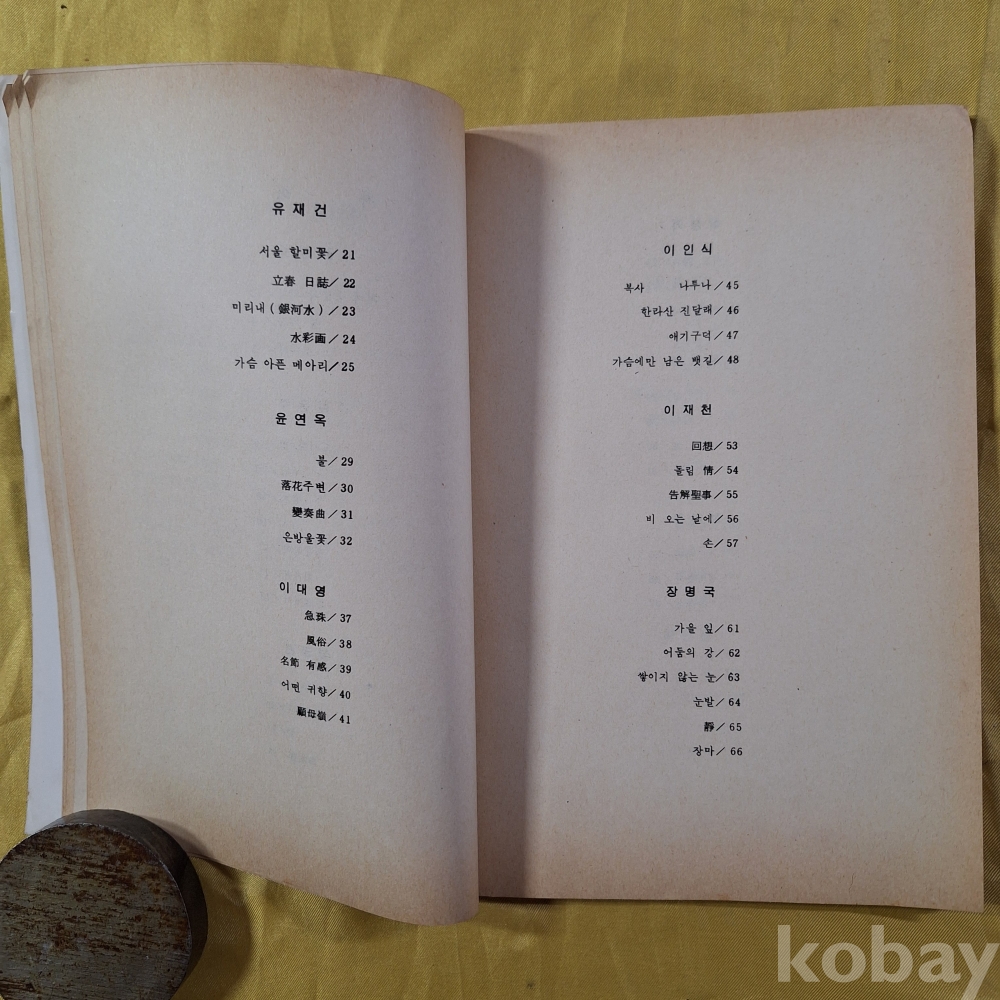 유재건
서울 할미꽃/21
立春 日誌/22
미리내(銀河水)/23
水彩画/24
가슴 아픈 메아리/25
윤연옥
불/29
落花주변/30
變奏曲/31
은방울꽃/32
이대영
急珠/37
風俗/38
名節 有感/39
어떤 귀향/40
顧母嶺/41
이인식
복사 나투나/45
한라산 진달래/46
애기구덕/47
가슴에만 남은 뱃길/48
이재천
回想/53
돌림 情/54
告解聖事/55
비 오는 날에/56
손/57
장명국
가을 잎/61
어둠의 강/62
쌓이지 않는 눈/63
눈발/64
靜/65
장마/66
kobay